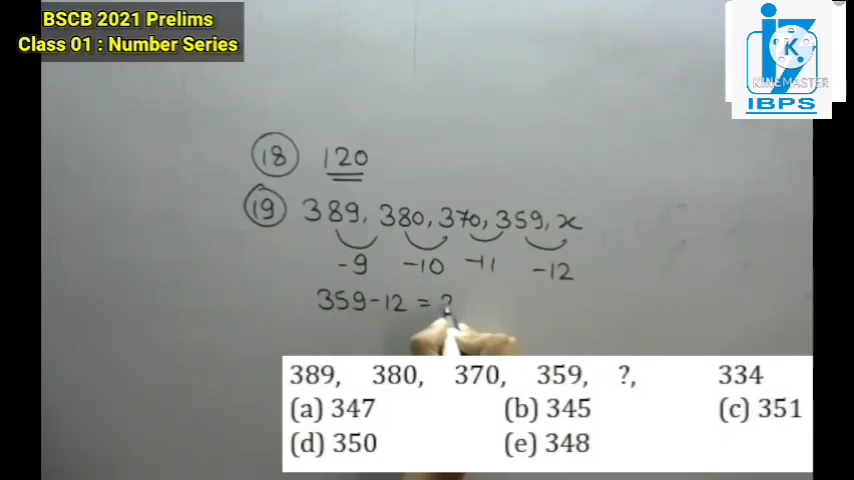 BSCB 2021 Prelims
Class 01 : Number Series
K
KINEMASTER
IBPS
18 120
19 389, 380, 370, 359, x
-9 -10 -11 -12
359-12 =
389, 380, 370, 359, ?, 334
(a) 347 (b) 345 (c) 351
(d) 350 (e) 348